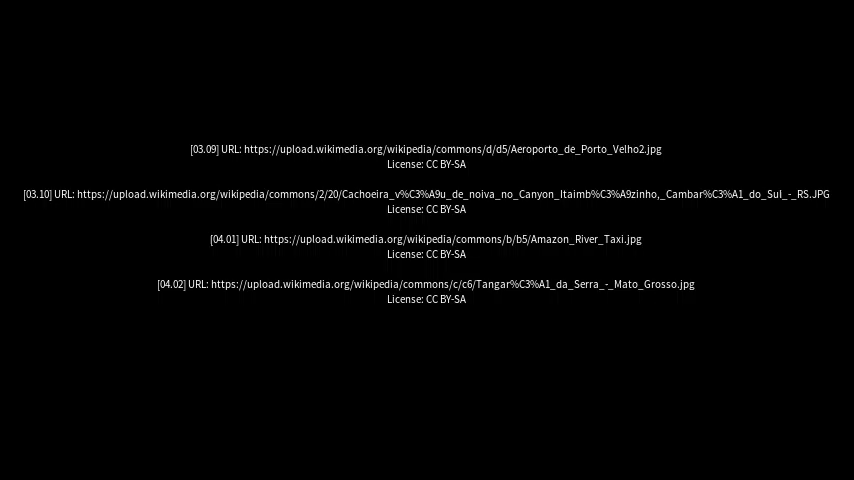 [03.09] URL: https://upload.wikimedia.org/wikipedia/commons/d/d5/Aeroporto_de_Porto_Velho2.jpg
License: CC BY-SA
[03.10] URL: https://upload.wikimedia.org/wikipedia/commons/2/20/Cachoeira_v%C3%A9u_de_noiva_no_Canyon_Itaimb%C3%A9zinho,_Cambar%C3%A1_do_Sul_-_RS.JPG
License: CC BY-SA
[04.01] URL: https://upload.wikimedia.org/wikipedia/commons/b/b5/Amazon_River_Taxi.jpg
License: CC BY-SA
[04.02] URL: https://upload.wikimedia.org/wikipedia/commons/c/c6/Tangar%C3%A1_da_Serra_-_Mato_Grosso.jpg
License: CC BY-SA